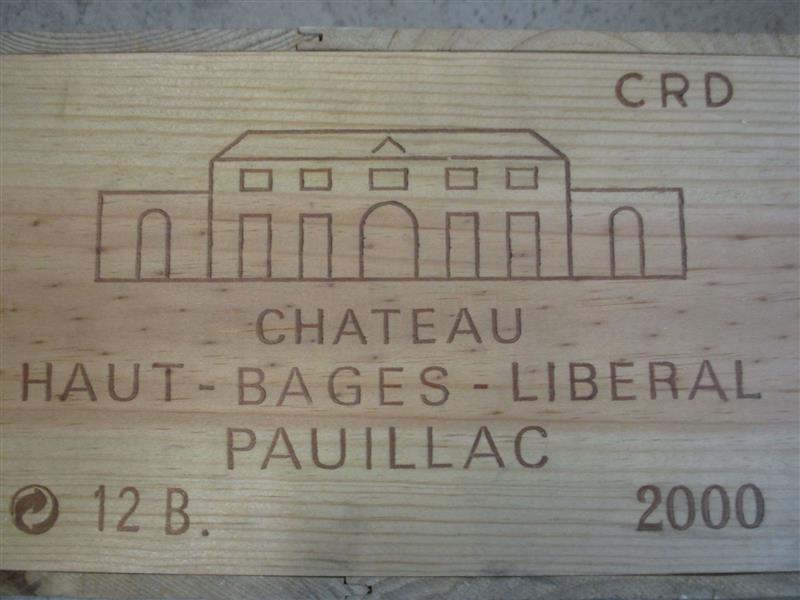 CRD
CHATEAU
HAUT-BAGES-LIBERAL
PAUILLAC
12 B. 2000